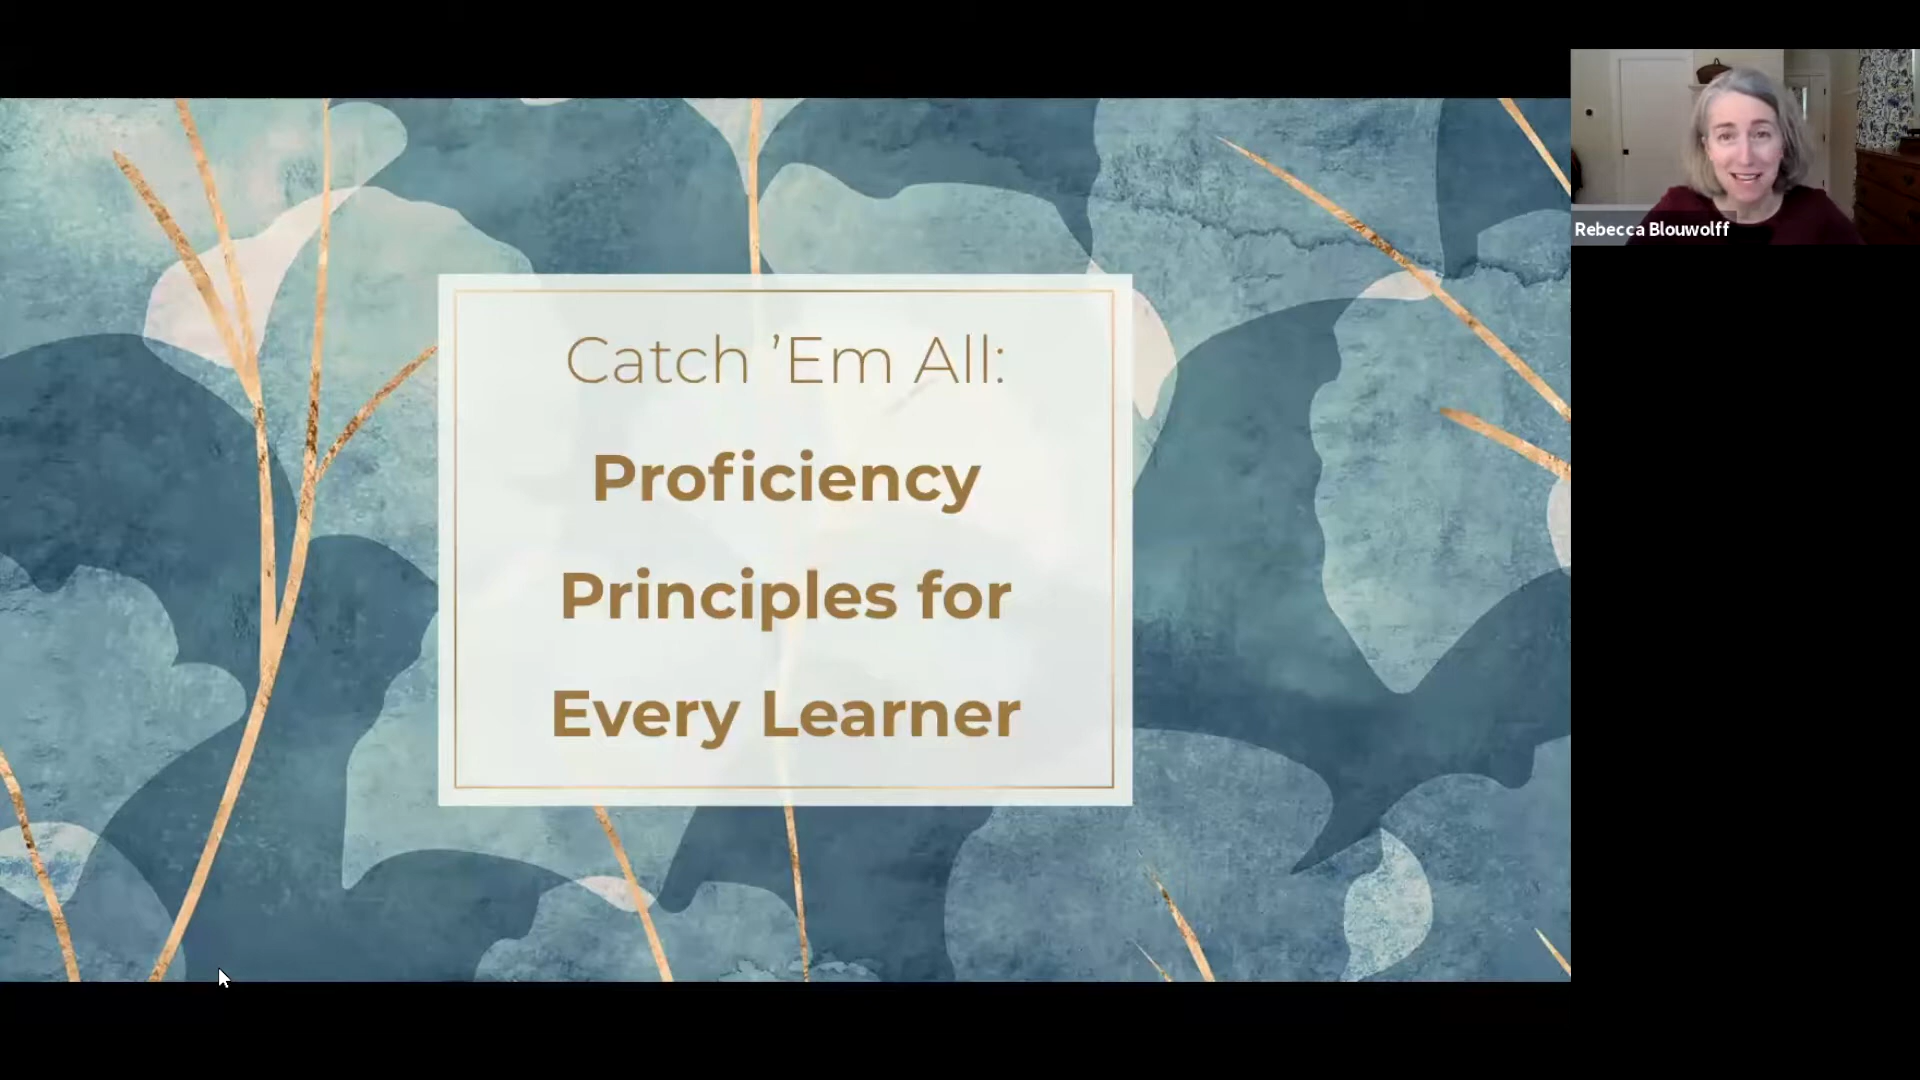 Catch ’Em All:
Proficiency
Principles for
Every Learner
Rebecca Blouwolff